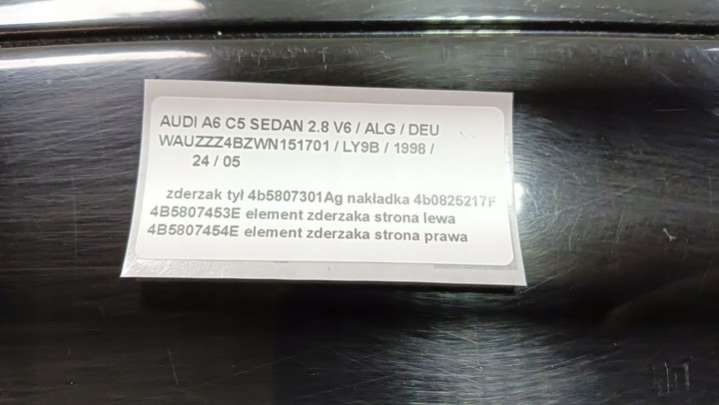 AUDI A6 C5 SEDAN 2.8 V6 / ALG / DEU
WAUZZZ4BZWN151701 / LY9B / 1998 /
24 / 05
zderzak tył 4b5807301Ag nakładka 4b0825217F
4B5807453E element zderzaka strona lewa
4B5807454E element zderzaka strona prawa